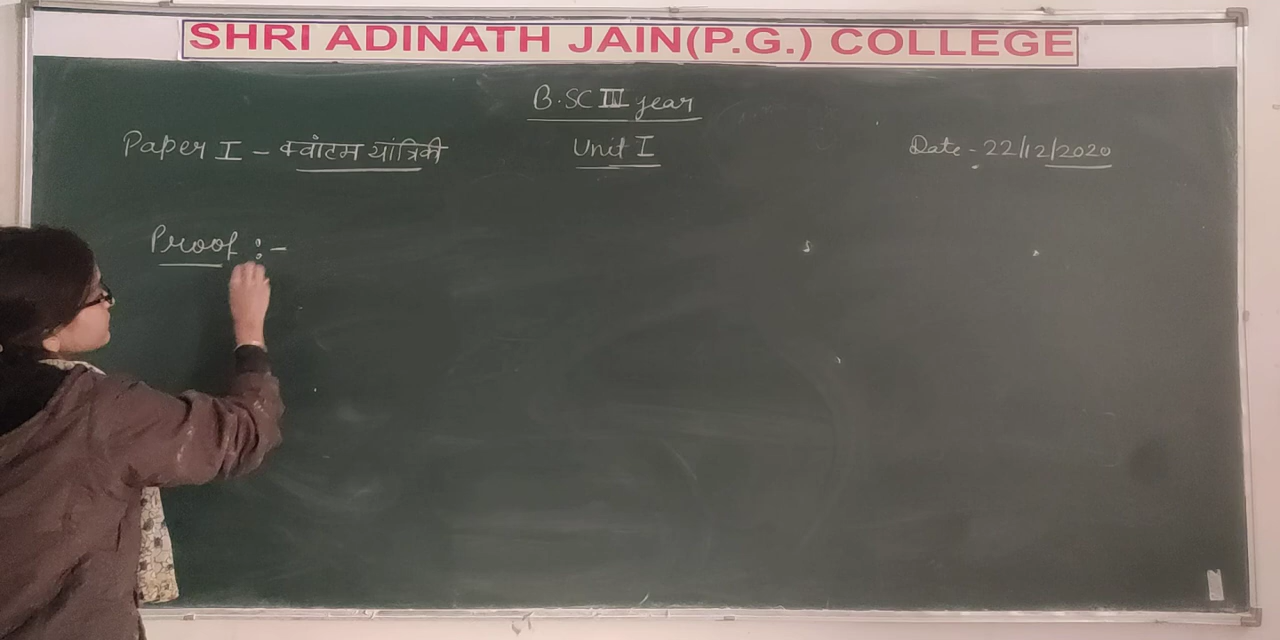 SHRI ADINATH JAIN(P.G.) COLLEGE
B.SC III year
Paper I - क्वांटम यांत्रिकी
Unit I
Date - 22/12/2020
Proof :-